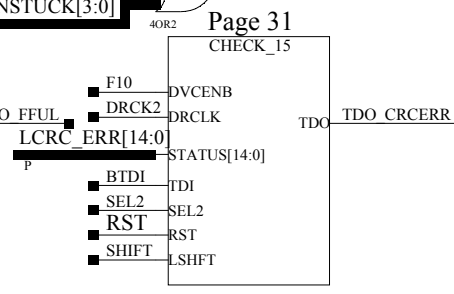 NSTUCK[3:0]
4OR2
Page 31
CHECK_15
F10
DVCENB
DRCK2
DRCLK
O_FFUL
TDO
TDO_CRCERR
LCRC_ERR[14:0]
P
STATUS[14:0]
BTDI
TDI
SEL2
SEL2
RST
RST
SHIFT
LSHFT